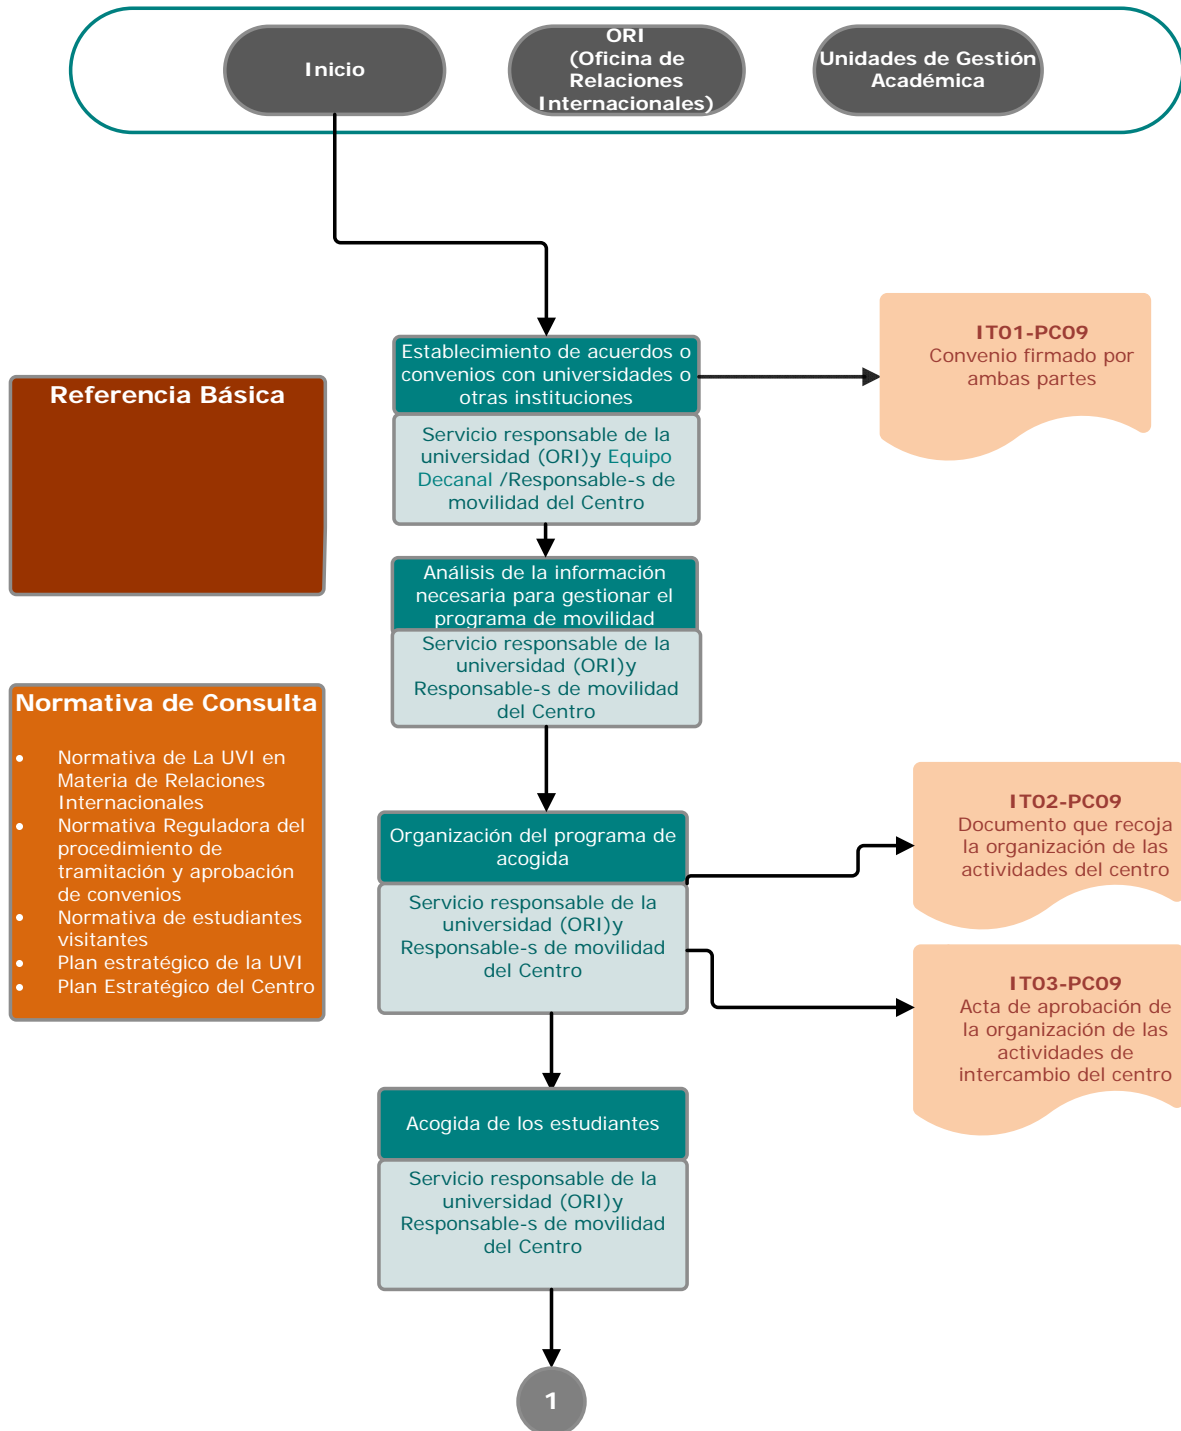 Inicio
ORI
(Oficina de
Relaciones
Internacionales)
Unidades de Gestión
Académica
Establecimiento de acuerdos o
convenios con universidades o
otras instituciones
Servicio responsable de la
universidad (ORI)y Equipo
Decanal /Responsable-s de
movilidad del Centro
IT01-PC09
Convenio firmado por
ambas partes
Referencia Básica
Análisis de la información
necesaria para gestionar el
programa de movilidad
Servicio responsable de la
universidad (ORI)y
Responsable-s de movilidad
del Centro
Normativa de Consulta
• Normativa de La UVI en
Materia de Relaciones
Internacionales
• Normativa Reguladora del
procedimiento de
tramitación y aprobación
de convenios
• Normativa de estudiantes
visitantes
• Plan estratégico de la UVI
• Plan Estratégico del Centro
Organización del programa de
acogida
Servicio responsable de la
universidad (ORI)y
Responsable-s de movilidad
del Centro
IT02-PC09
Documento que recoja
la organización de las
actividades del centro
IT03-PC09
Acta de aprobación de
la organización de las
actividades de
intercambio del centro
Acogida de los estudiantes
Servicio responsable de la
universidad (ORI)y
Responsable-s de movilidad
del Centro
1